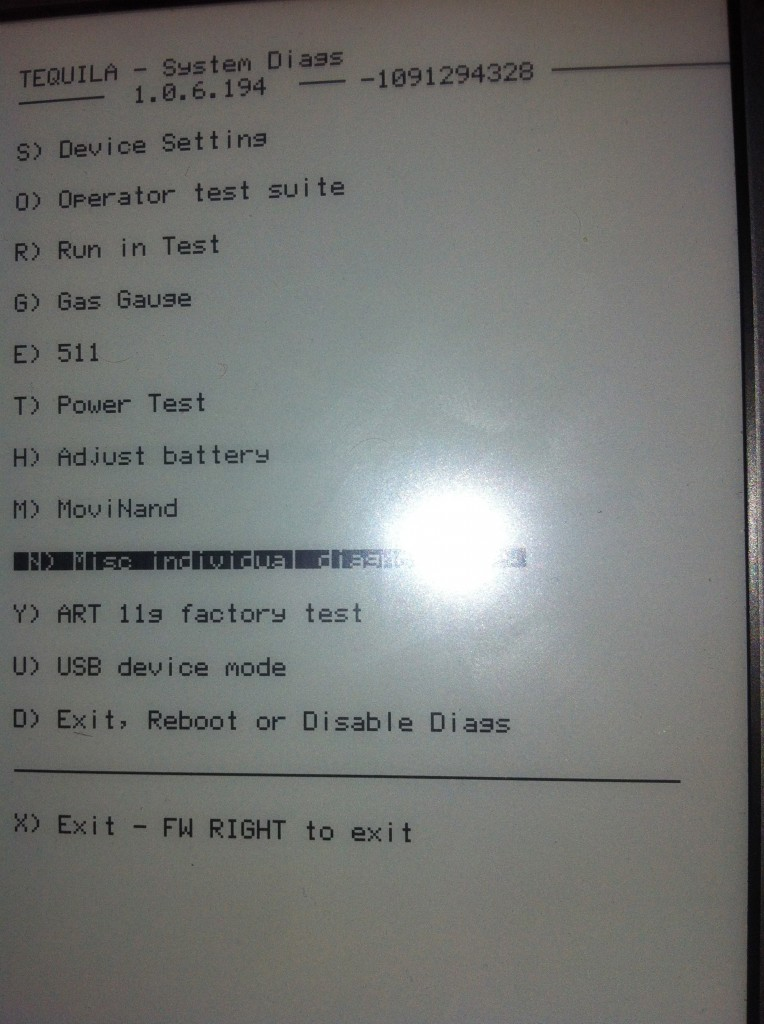 TEQUILA - System Diags
1.0.6.194 -1091294328
S) Device Setting
O) Operator test suite
R) Run in Test
G) Gas Gauge
E) 511
T) Power Test
H) Adjust battery
M) MoviNand
N) Misc individual
Y) ART 11g factory test
U) USB device mode
D) Exit, Reboot or Disable Diags
X) Exit - FW RIGHT to exit